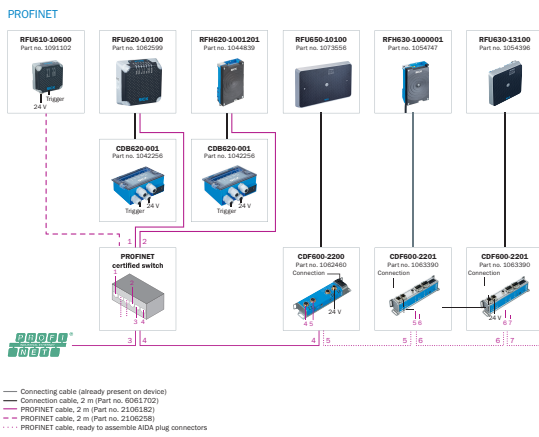 PROFINET
RFU610-10600
Part no. 1091102
Trigger
24 V
RFU620-10100
Part no. 1062599
RFH620-1001201
Part no. 1044839
RFU650-10100
Part no. 1073556
RFH630-1000001
Part no. 1054747
RFU630-13100
Part no. 1054396
CDB620-001
Part no. 1042256
24 V
Trigger
CDB620-001
Part no. 1042256
24 V
Trigger
1 2
PROFINET
certified switch
1
2
3 4
CDF600-2200
Part no. 1062460
Connection
24 V
4 5
CDF600-2201
Part no. 1063390
Connection
5 6
CDF600-2201
Part no. 1063390
Connection
24 V
6 7
PROFI
NET
®
3 4
4 5
5 6
6 7
Connecting cable (already present on device)
Connection cable, 2 m (Part no. 6061702)
PROFINET cable, 2 m (Part no. 2106182)
PROFINET cable, 2 m (Part no. 2106258)
PROFINET cable, ready to assemble AIDA plug connectors